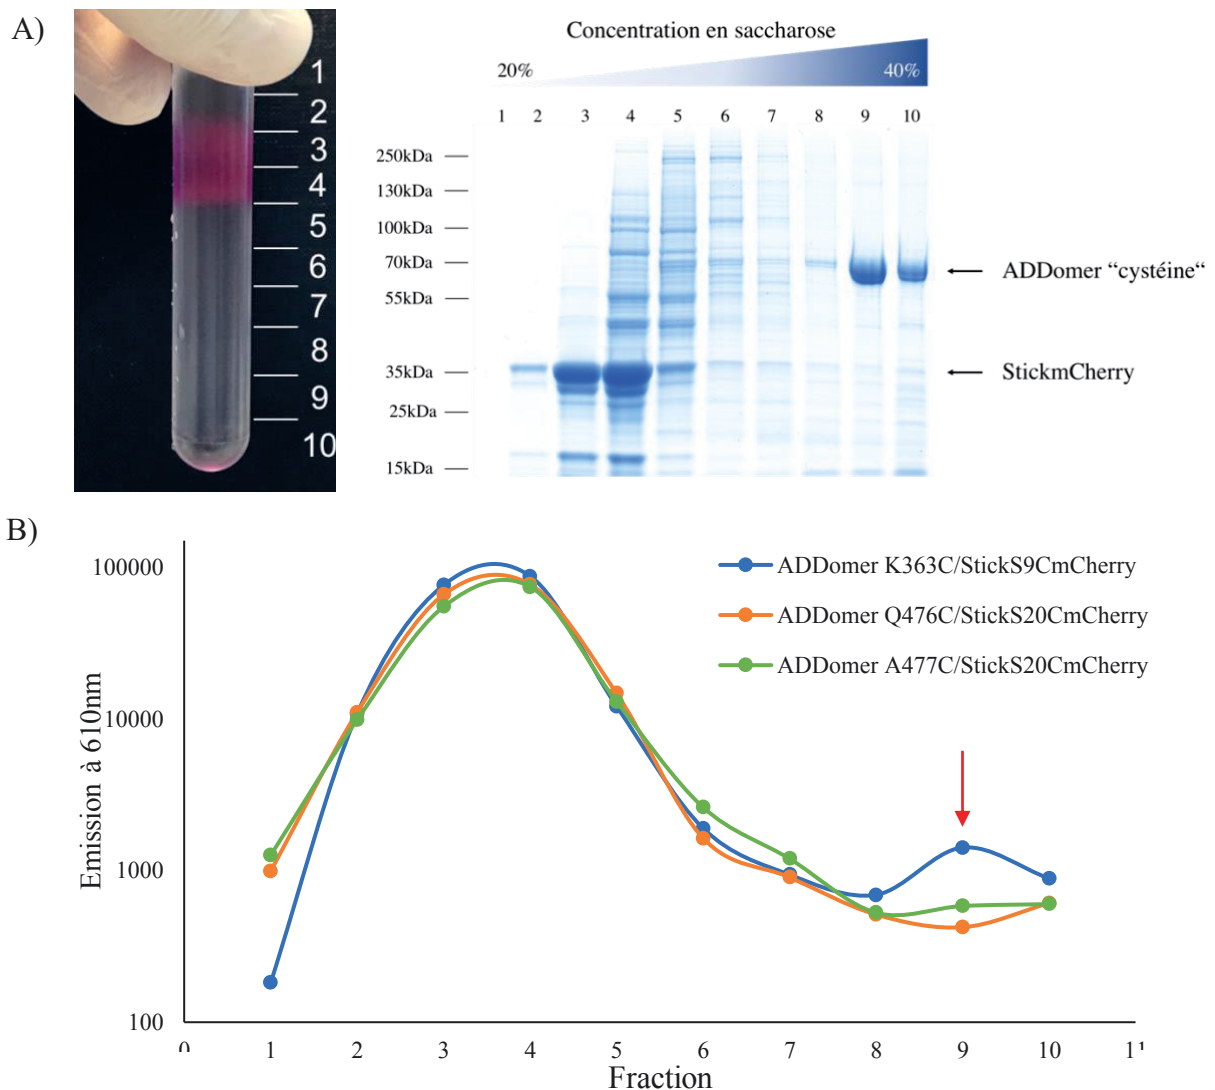 A)
1
2
3
4
5
6
7
8
9
10
Concentration en saccharose
20%
40%
1 2 3 4 5 6 7 8 9 10
250kDa
130kDa
100kDa
70kDa
55kDa
35kDa
25kDa
15kDa
ADDomer “cystéine“
StickmCherry
B)
ADDomer K363C/StickS9CmCherry
ADDomer Q476C/StickS20CmCherry
ADDomer A477C/StickS20CmCherry
Emission à 610nm
100000
10000
1000
100
0 1 2 3 4 5 6 7 8 9 10 11
Fraction